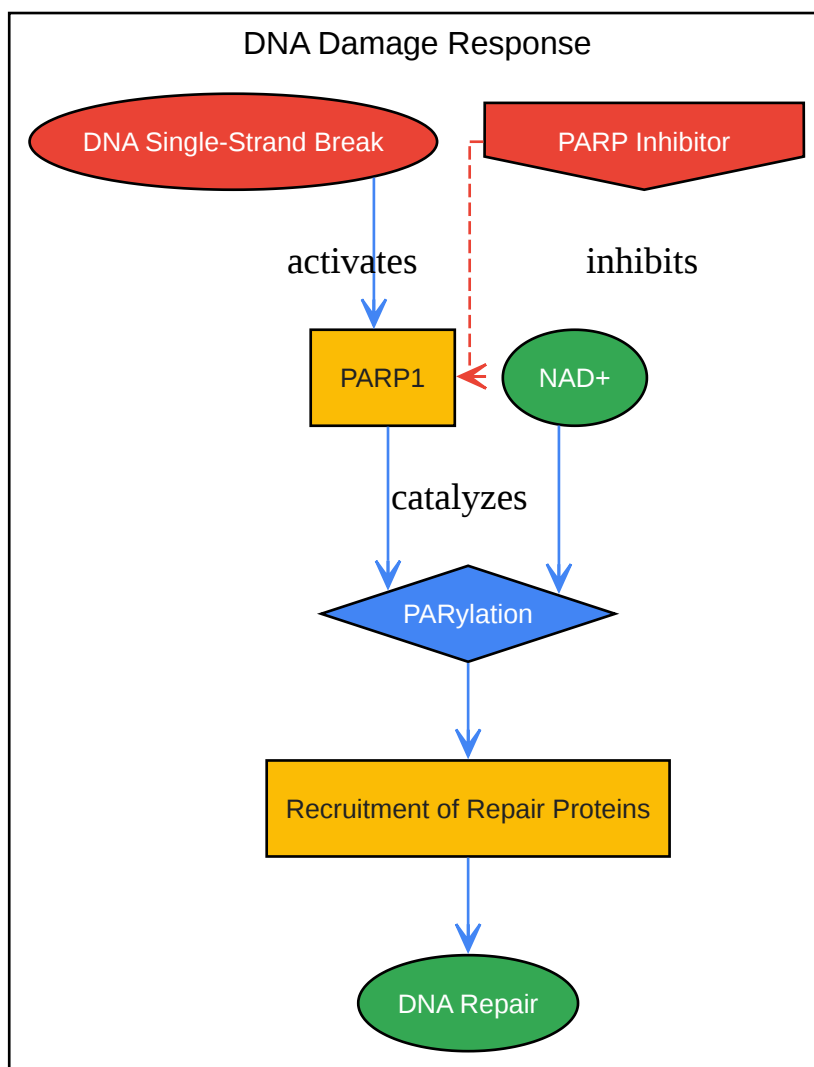 DNA Damage Response
DNA Single-Strand Break
PARP Inhibitor
activates
inhibits
PARP1
NAD+
catalyzes
PARylation
Recruitment of Repair Proteins
DNA Repair